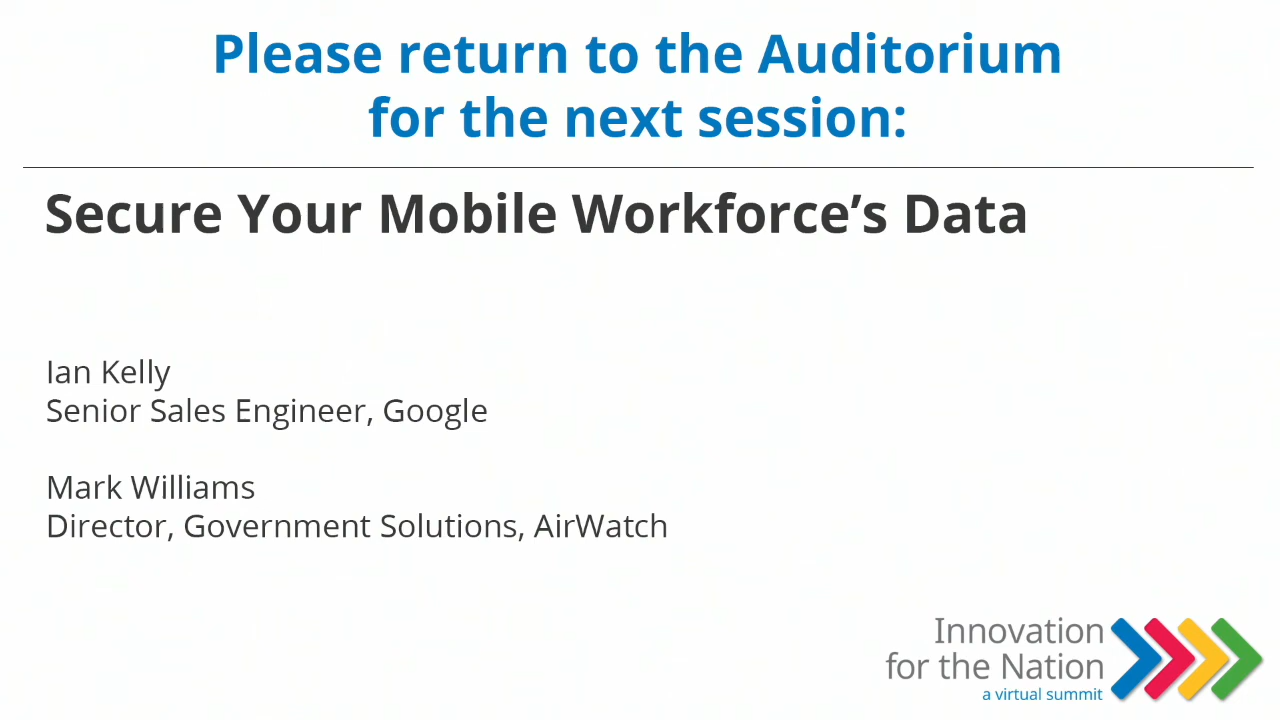 Please return to the Auditorium
for the next session:
Secure Your Mobile Workforce’s Data
Ian Kelly
Senior Sales Engineer, Google
Mark Williams
Director, Government Solutions, AirWatch
Innovation
for the Nation
a virtual summit